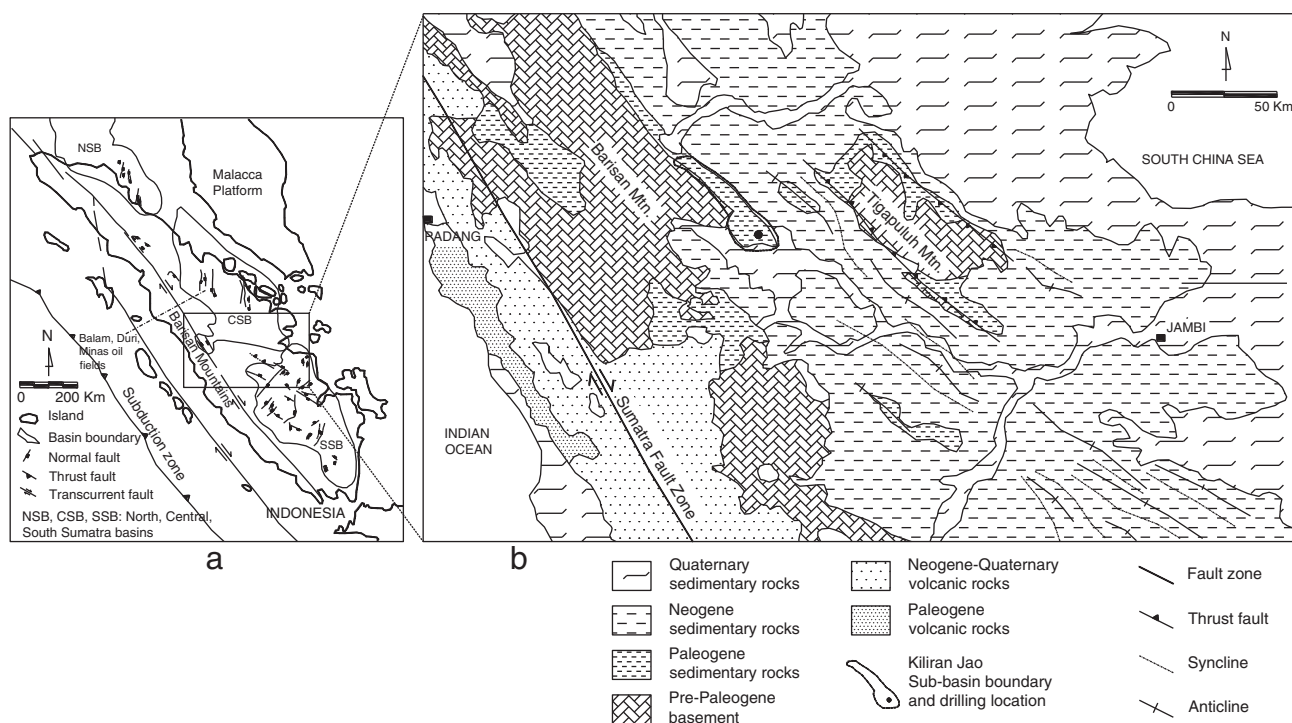 NSB
Malacca
Platform
CSB
N
Balam, Duri,
Minas oil
fields
Barisan Mountains
0 200 Km
Subduction zone
SSB
Island
Basin boundary
Normal fault
Thrust fault
Transcurrent fault
INDONESIA
NSB, CSB, SSB: North, Central,
South Sumatra basins
a
N
0 50 Km
SOUTH CHINA SEA
Barisan Mtn.
Tigapuluh Mtn.
PADANG
JAMBI
INDIAN
OCEAN
Sumatra Fault Zone
b
Quaternary
sedimentary rocks
Neogene
sedimentary rocks
Paleogene
sedimentary rocks
Pre-Paleogene
basement
Neogene-Quaternary
volcanic rocks
Paleogene
volcanic rocks
Kiliran Jao
Sub-basin boundary
and drilling location
Fault zone
Thrust fault
Syncline
Anticline